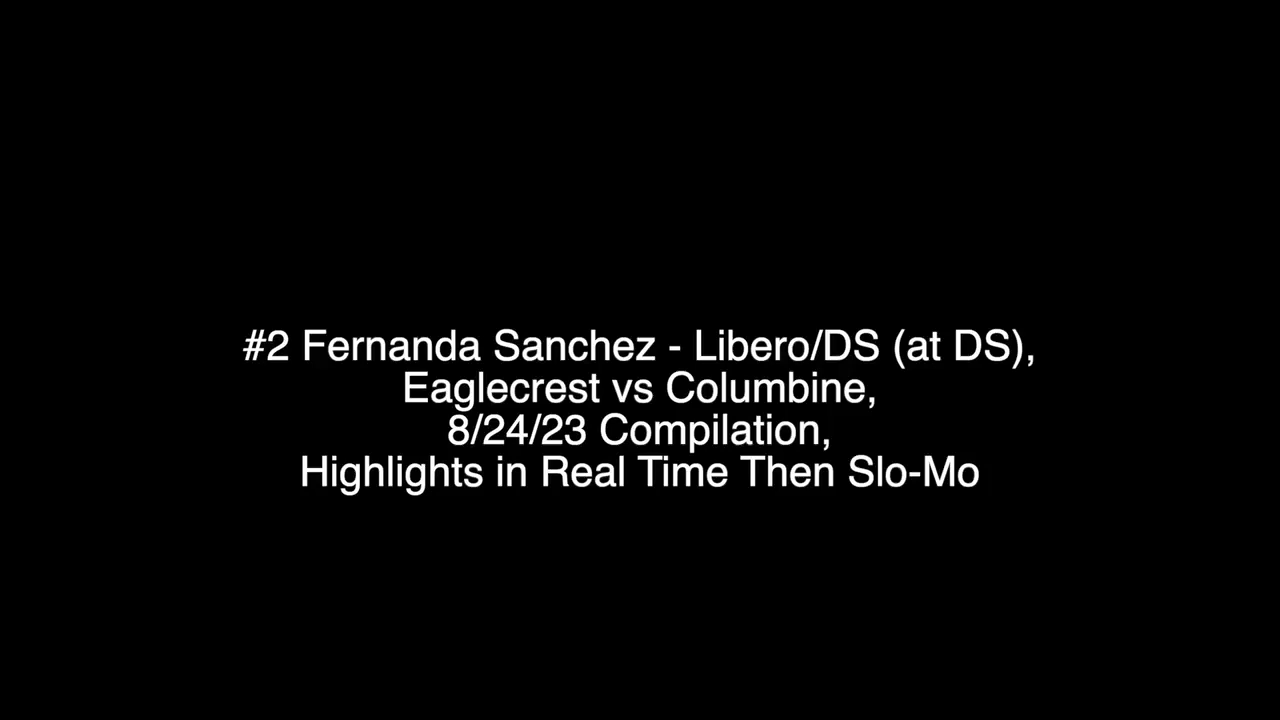 #2 Fernanda Sanchez - Libero/DS (at DS),
Eaglecrest vs Columbine,
8/24/23 Compilation,
Highlights in Real Time Then Slo-Mo